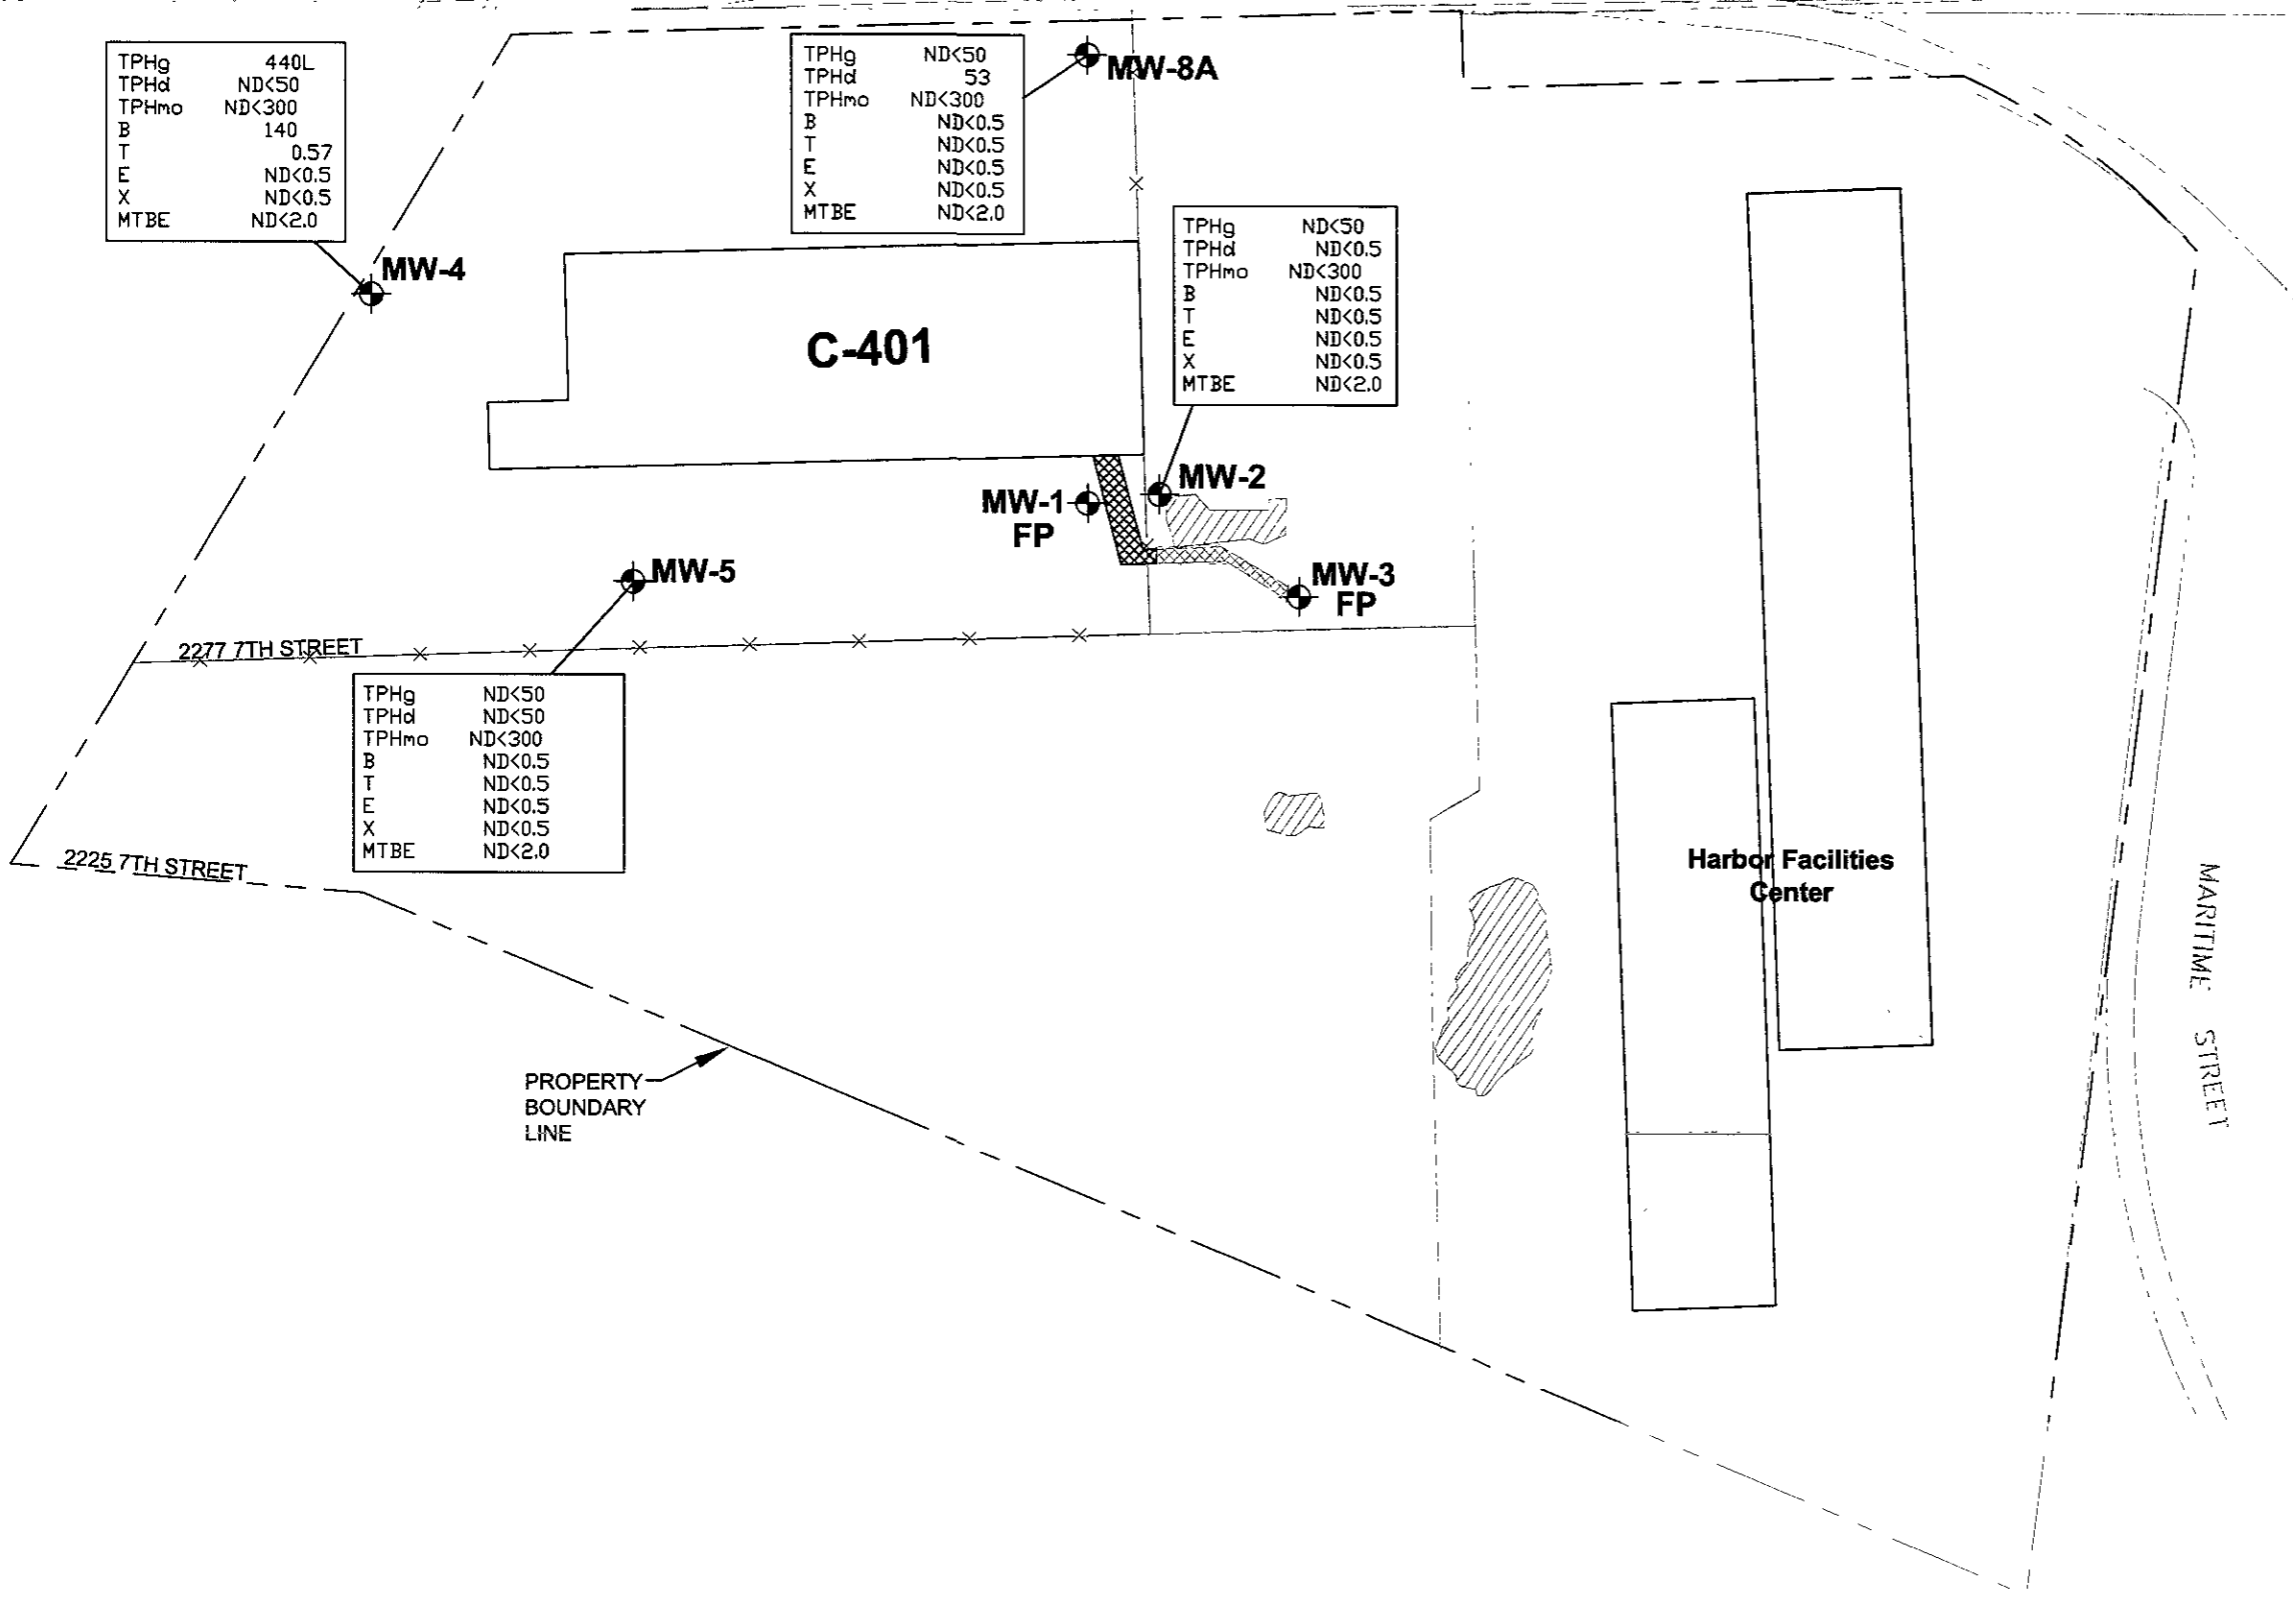 TPHg 440L
TPHd ND<50
TPHmo ND<300
B 140
T 0.57
E ND<0.5
X ND<0.5
MTBE ND<2.0
MW-4
TPHg ND<50
TPHd 53
TPHmo ND<300
B ND<0.5
T ND<0.5
E ND<0.5
X ND<0.5
MTBE ND<2.0
MW-8A
TPHg ND<50
TPHd ND<0.5
TPHmo ND<300
B ND<0.5
T ND<0.5
E ND<0.5
X ND<0.5
MTBE ND<2.0
C-401
MW-2
MW-1
FP
MW-3
FP
MW-5
2277 7TH STREET
TPHg ND<50
TPHd ND<50
TPHmo ND<300
B ND<0.5
T ND<0.5
E ND<0.5
X ND<0.5
MTBE ND<2.0
2225 7TH STREET
Harbor Facilities
Center
MARITIME STREET
PROPERTY
BOUNDARY
LINE